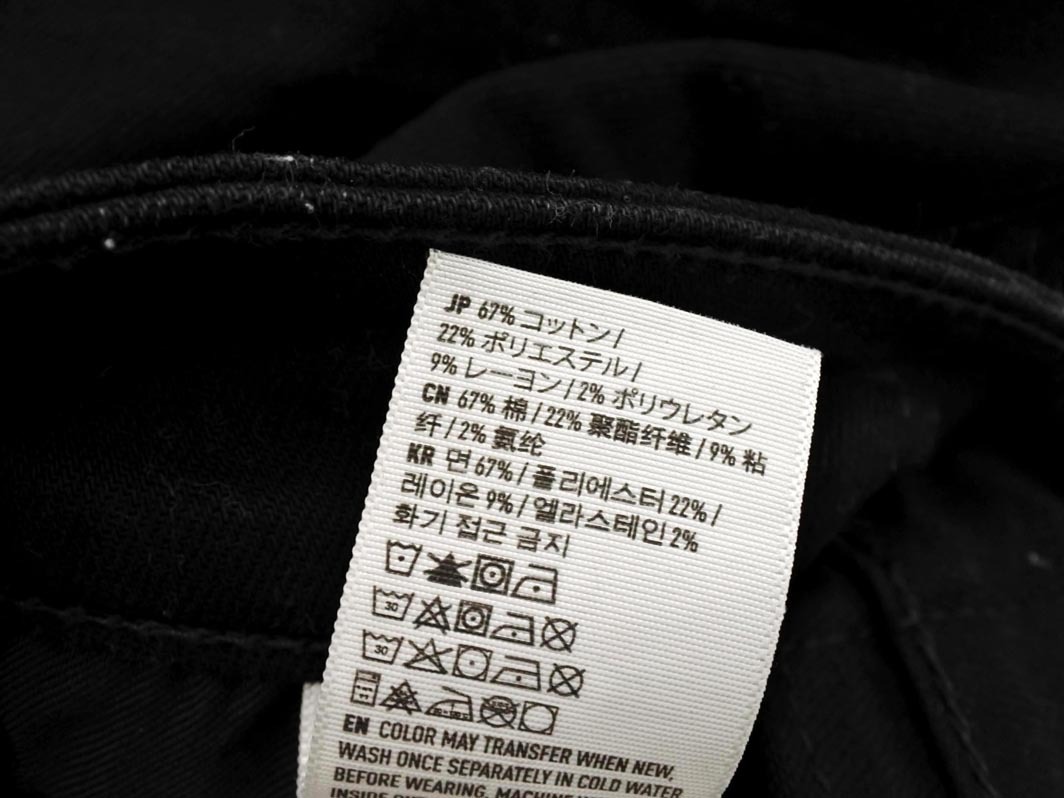 JP 67% コットン /
22% ポリエステル /
9% レーヨン / 2% ポリウレタン
CN 67% 棉 / 22% 聚酯纤维 / 9% 粘
纤 / 2% 氨纶
KR 면 67% / 폴리에스터 22% /
레이온 9% / 엘라스테인 2%
화기 접근 금지
30
30
EN COLOR MAY TRANSFER WHEN NEW,
WASH ONCE SEPARATELY IN COLD WATER
BEFORE WEARING. MACHINE